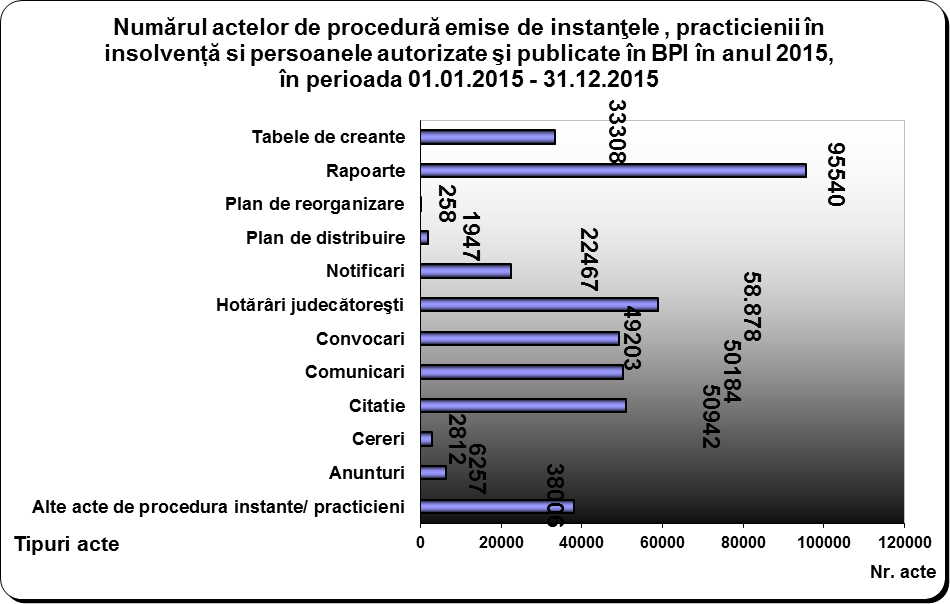 Numărul actelor de procedură emise de instanţele , practicienii în
insolvență si persoanele autorizate şi publicate în BPI în anul 2015,
în perioada 01.01.2015 - 31.12.2015
Tabele de creante
33308
Rapoarte
95540
Plan de reorganizare
258
Plan de distribuire
1947
Notificari
22467
Hotărâri judecătoreşti
58.878
Convocari
49203
Comunicari
50184
Citatie
50942
Cereri
2812
Anunturi
6257
Alte acte de procedura instante/ practicieni
38006
Tipuri acte
0 20000 40000 60000 80000 100000 120000
Nr. acte